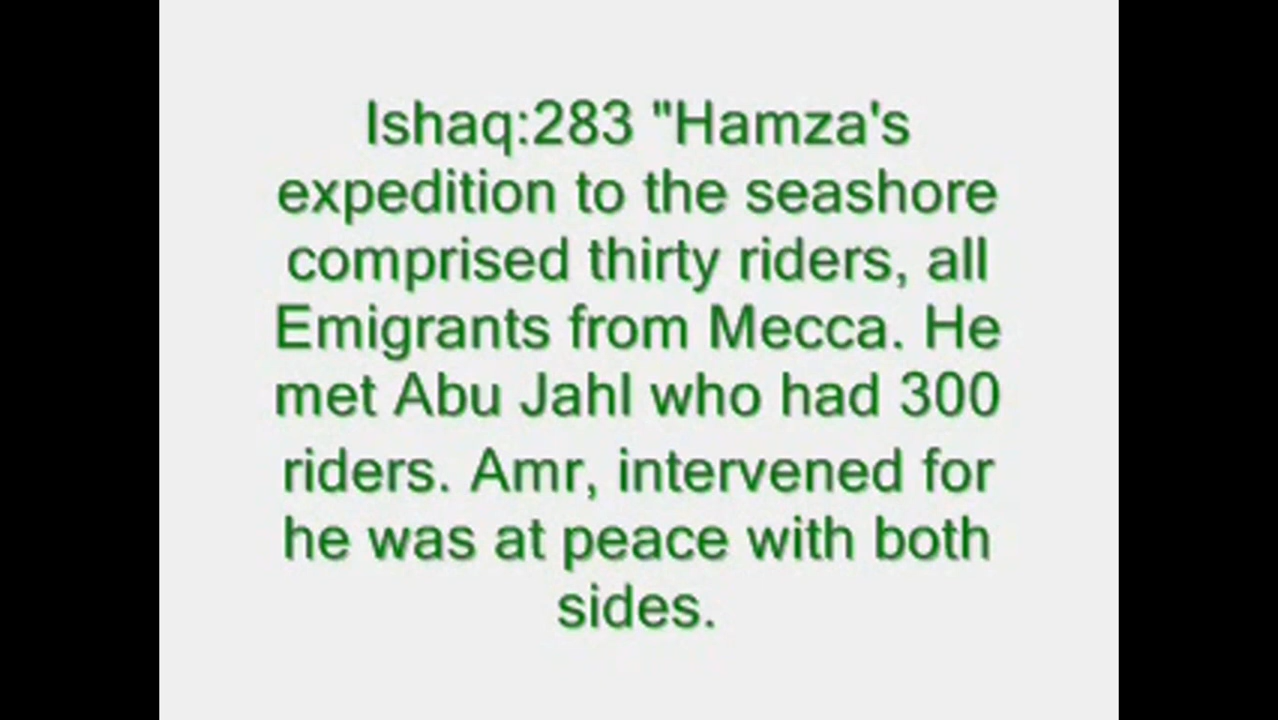 Ishaq:283 "Hamza's
expedition to the seashore
comprised thirty riders, all
Emigrants from Mecca. He
met Abu Jahl who had 300
riders. Amr, intervened for
he was at peace with both
sides.